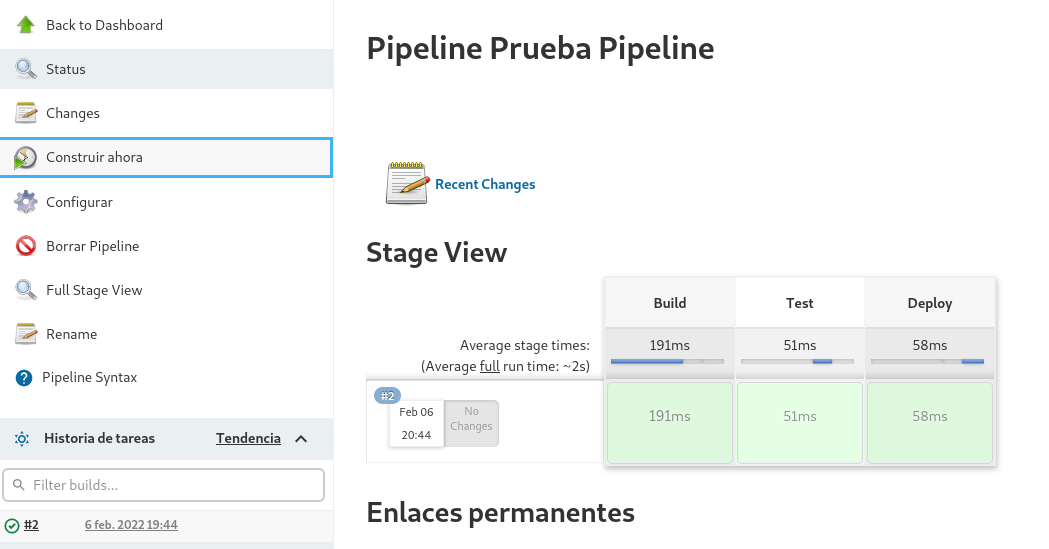 Back to Dashboard
Status
Changes
Construir ahora
Configurar
Borrar Pipeline
Full Stage View
Rename
Pipeline Syntax
Historia de tareas Tendencia
Filter builds...
#2 6 feb. 2022 19:44
Pipeline Prueba Pipeline
Recent Changes
Stage View
Build Test Deploy
Average stage times: 191ms 51ms 58ms
(Average full run time: ~2s)
#2
Feb 06 No
20:44 Changes
191ms 51ms 58ms
Enlaces permanentes